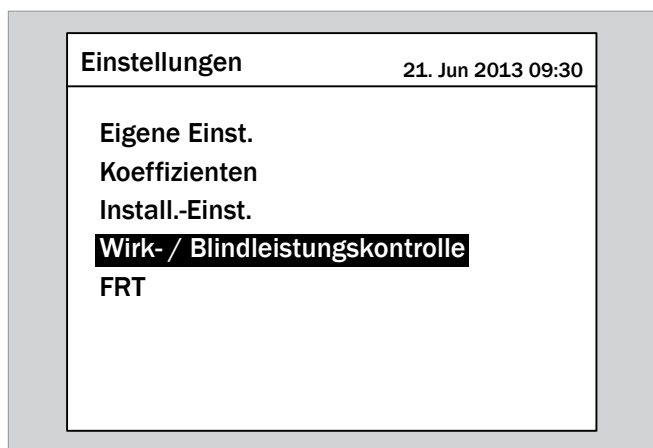 Einstellungen 21. Jun 2013 09:30
Eigene Einst.
Koeffizienten
Install.-Einst.
Wirk- / Blindleistungskontrolle
FRT